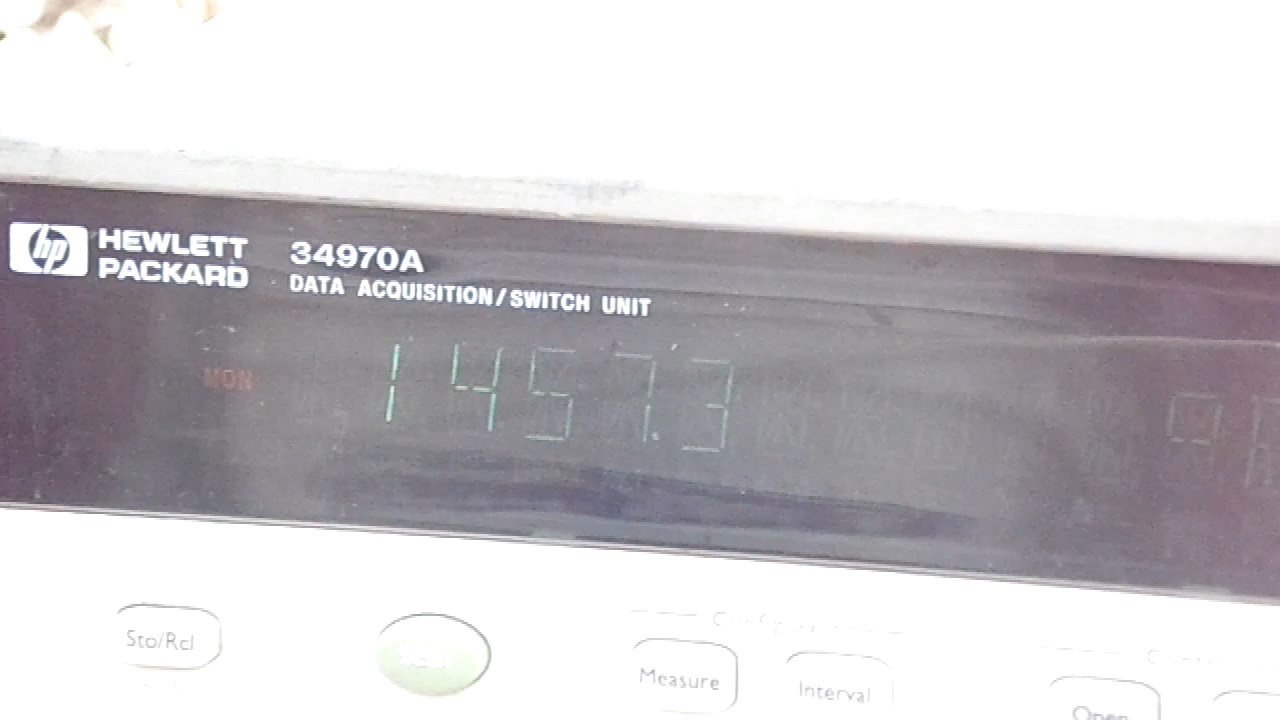 hp HEWLETT PACKARD 34970A
DATA ACQUISITION/SWITCH UNIT
MON 1457.3
Sto/Rcl
Measure
Interval
Open